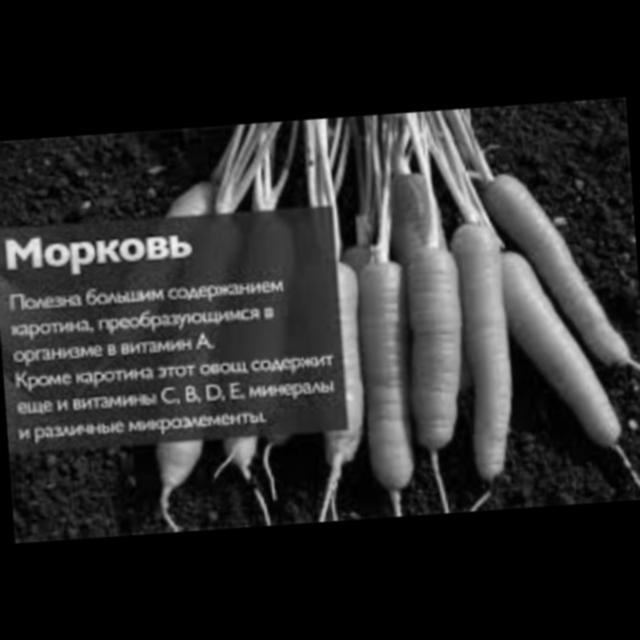 Морковь
Полезна большим содержанием
каротина, преобразующимся в
организме в витамин А.
Кроме каротина этот овощ содержит
еще и витамины С, В, D, Е, минералы
и различные микроэлементы.